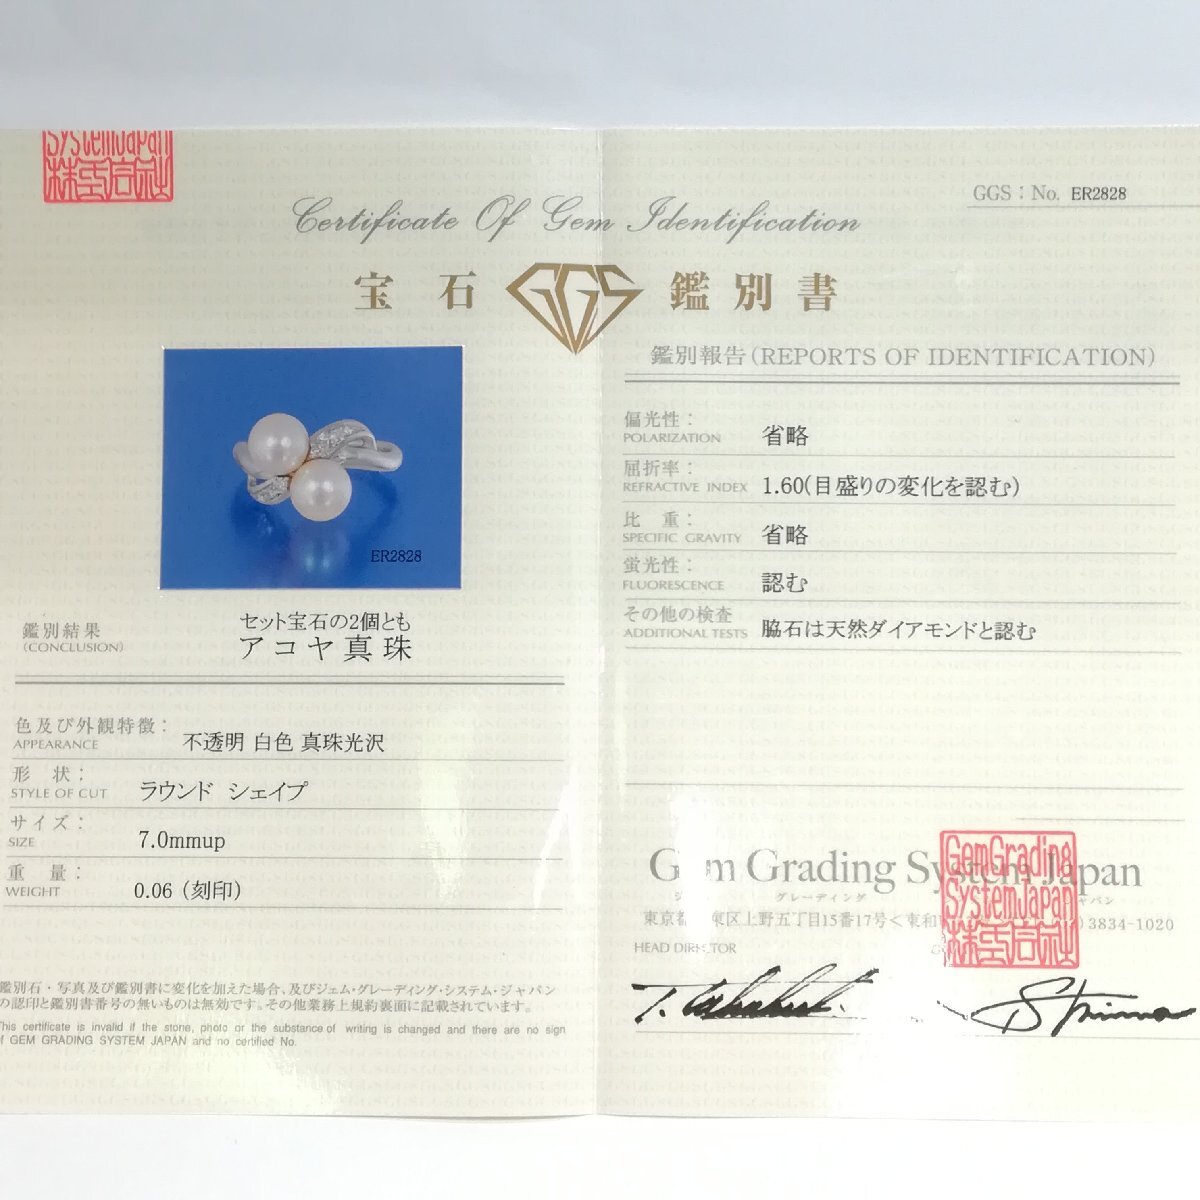 SystemJapan
株式会社
GGS：No. ER2828
Certificate Of Gem Identification
宝石 GGS 鑑別書
ER2828
鑑別結果
(CONCLUSION)
セット宝石の2個とも
アコヤ真珠
色及び外観特徴：
APPEARANCE
不透明 白色 真珠光沢
形 状：
STYLE OF CUT
ラウンド シェイプ
サイズ：
SIZE
7.0mmup
重 量：
WEIGHT
0.06 (刻印)
鑑別石・写真及び鑑別書に変化を加えた場合、及びジェム・グレーディング・システム・ジャパン
の認印と鑑別書番号の無いものは無効です。その他業務上規約裏面に記載されています。
This certificate is invalid if the stone, photo or the substance of writing is changed and there are no sign
of GEM GRADING SYSTEM JAPAN and no certified No.
鑑別報告(REPORTS OF IDENTIFICATION)
偏光性：
POLARIZATION
省略
屈折率：
REFRACTIVE INDEX
1.60(目盛りの変化を認む)
比 重：
SPECIFIC GRAVITY
省略
蛍光性：
FLUORESCENCE
認む
その他の検査
ADDITIONAL TESTS
脇石は天然ダイアモンドと認む
Gem Grading System Japan
グレーディング
東京都 東区上野五丁目15番17号<東和 )3834-1020
HEAD DIRECTOR
GemGrading
SystemJapan
株式会社